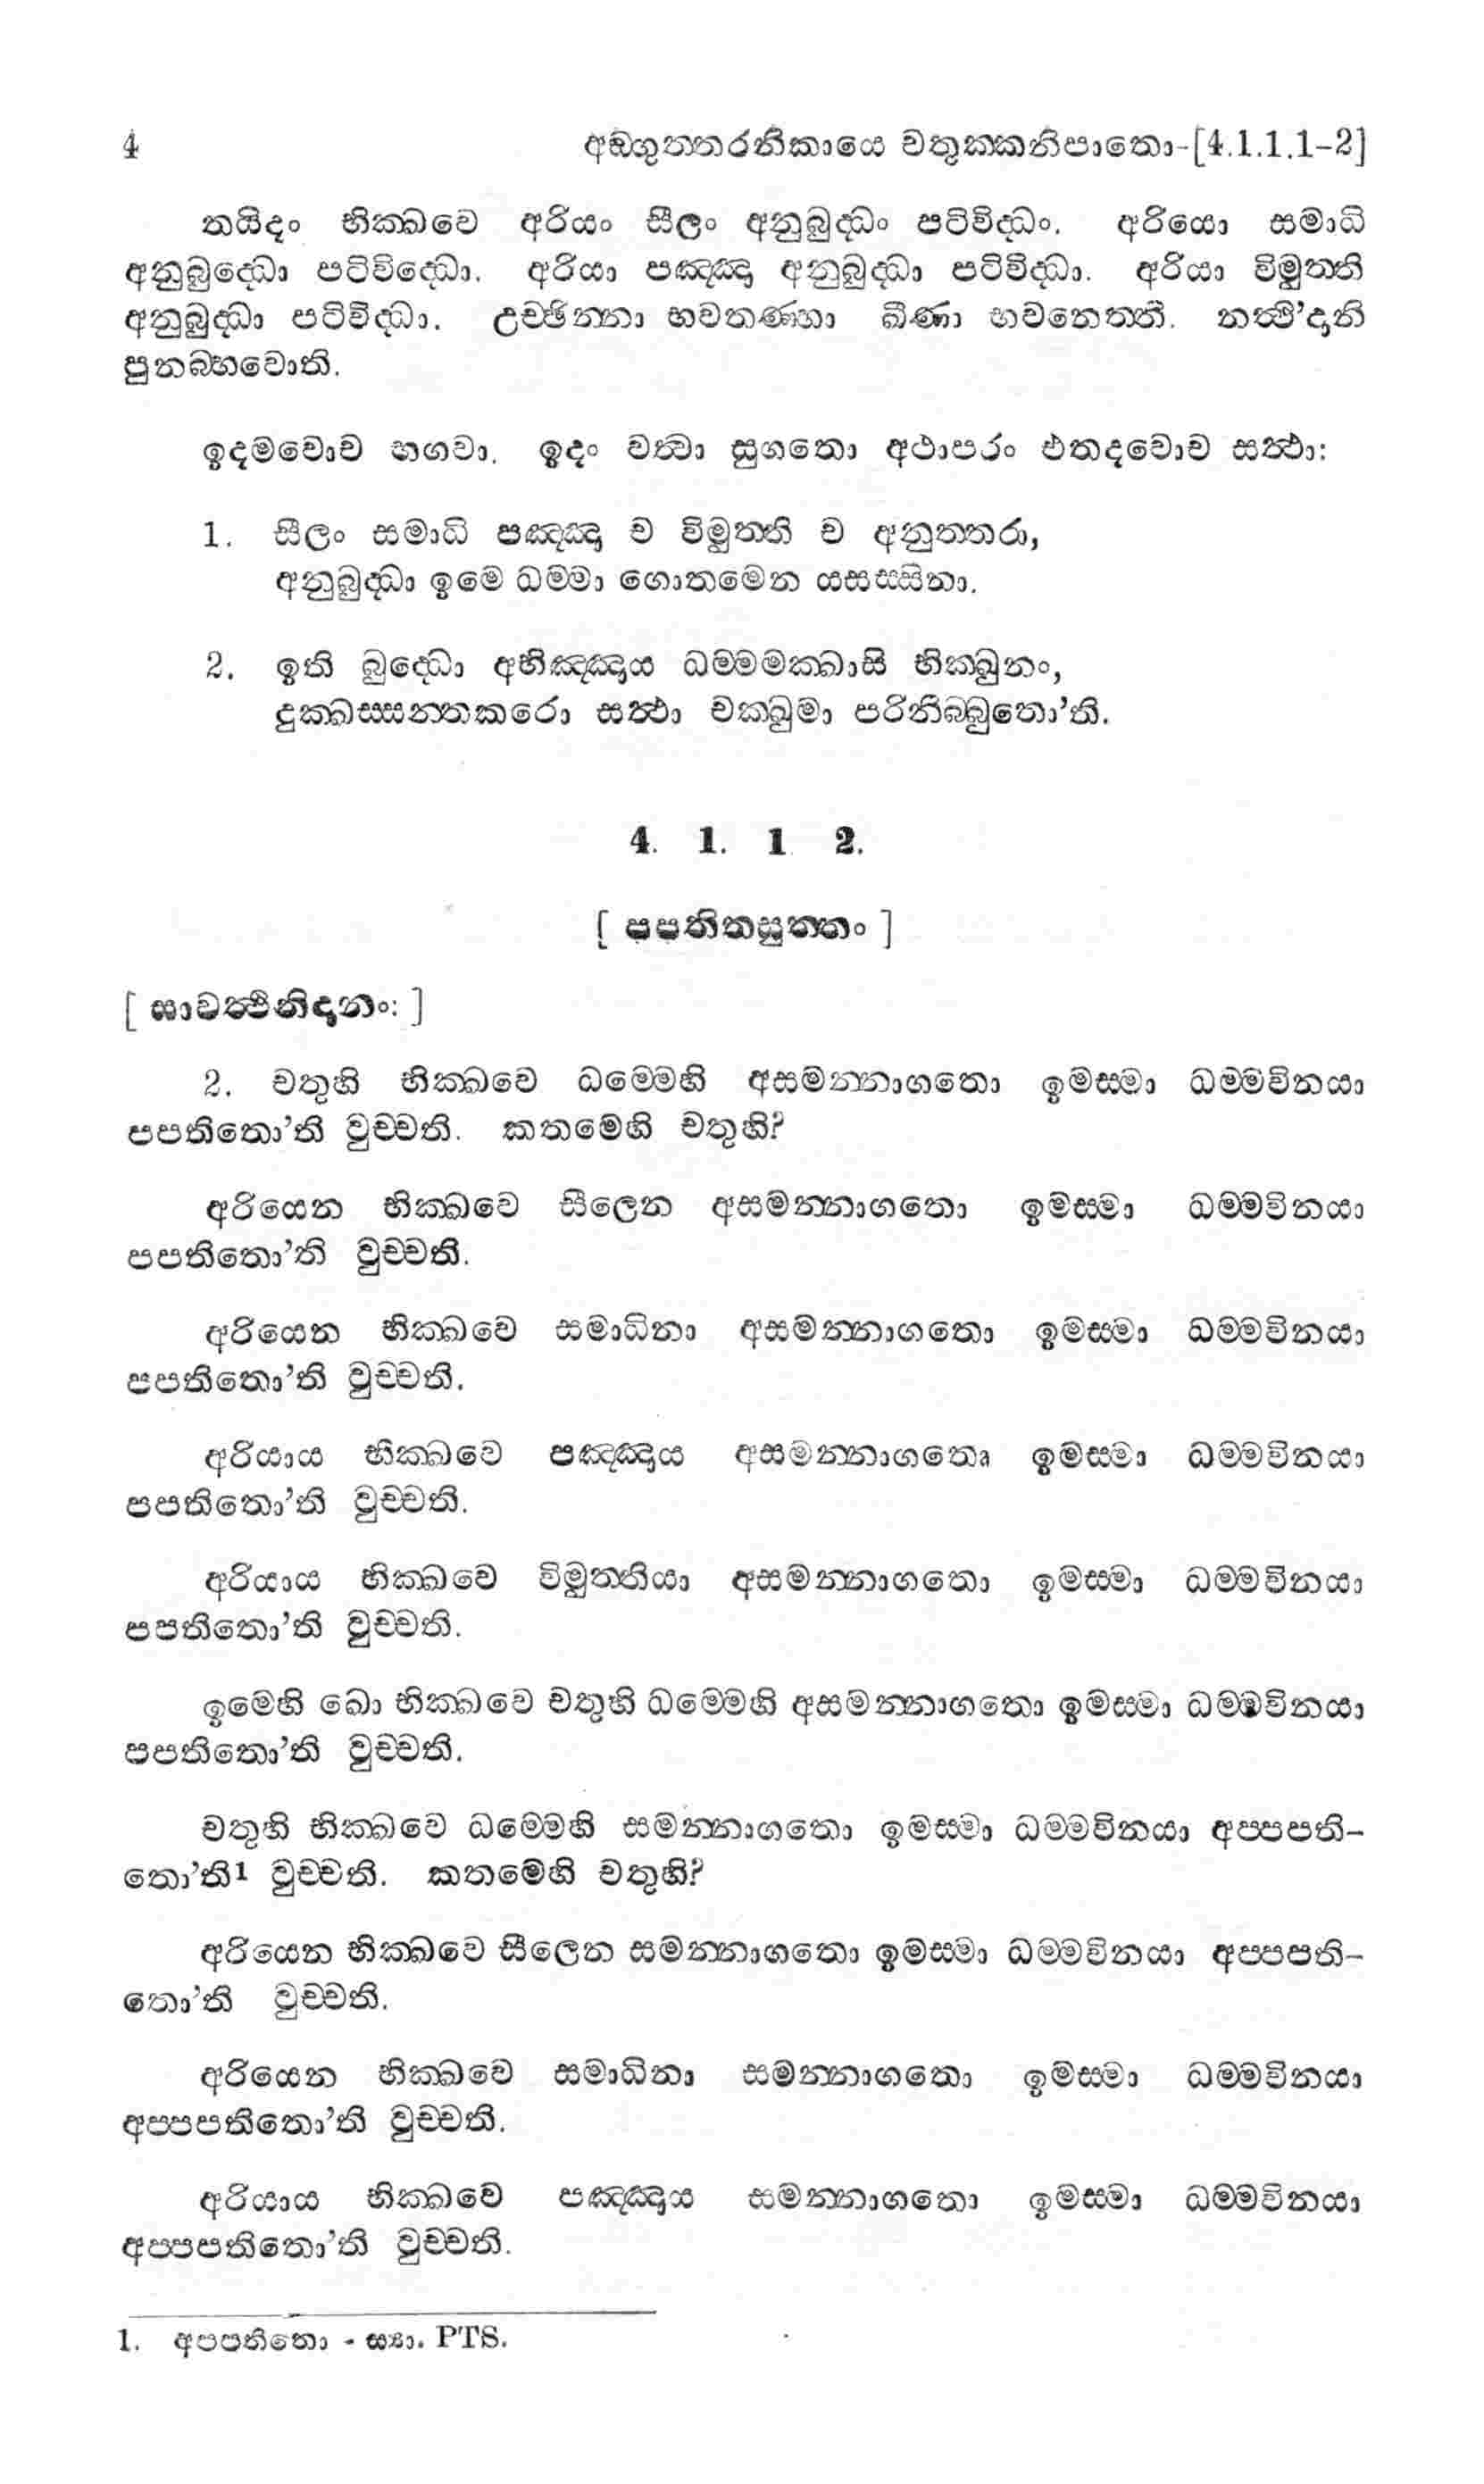 4 අඞ්ගුත්තරනිකායෙ චතුක්කනිපාතො-[4.1.1.1-2]
තයිදං භික්ඛවෙ අරියං සීලං අනුබුද්ධං පටිවිද්ධං. අරියො සමාධි
අනුබුද්ධො පටිවිද්ධො. අරියා පඤ්ඤා අනුබුද්ධා පටිවිද්ධා. අරියා විමුත්ති
අනුබුද්ධා පටිවිද්ධා. උච්ඡින්නා භවතණ්හා ඛීණා භවනෙත්ති. නත්ථි’දානි
පුනබ්භවොති.
ඉදමවොච භගවා. ඉදං වත්වා සුගතො අථාපරං එතදවොච සත්ථා:
1. සීලං සමාධි පඤ්ඤා ච විමුත්ති ච අනුත්තරා,
අනුබුද්ධා ඉමෙ ධම්මා ගොතමෙන යසස්සිනා.
2. ඉති බුද්ධො අභිඤ්ඤාය ධම්මමක්ඛාසි භික්ඛුනං,
දුක්ඛස්සන්තකරො සත්ථා චක්ඛුමා පරිනිබ්බුතො’ති.
4. 1. 1 2.
[ පපතිතසුත්තං ]
[ සාවත්ථිනිදානං: ]
2. චතුහි භික්ඛවෙ ධම්මෙහි අසමන්නාගතො ඉමස්මා ධම්මවිනයා
පපතිතො’ති වුච්චති. කතමෙහි චතුහි?
අරියෙන භික්ඛවෙ සීලෙන අසමන්නාගතො ඉමස්මා ධම්මවිනයා
පපතිතො’ති වුච්චති.
අරියෙන භික්ඛවෙ සමාධිනා අසමන්නාගතො ඉමස්මා ධම්මවිනයා
පපතිතො’ති වුච්චති.
අරියාය භික්ඛවෙ පඤ්ඤාය අසමන්නාගතො ඉමස්මා ධම්මවිනයා
පපතිතො’ති වුච්චති.
අරියාය භික්ඛවෙ විමුත්තියා අසමන්නාගතො ඉමස්මා ධම්මවිනයා
පපතිතො’ති වුච්චති.
ඉමෙහි ඛො භික්ඛවෙ චතුහි ධම්මෙහි අසමන්නාගතො ඉමස්මා ධම්මවිනයා
පපතිතො’ති වුච්චති.
චතුහි භික්ඛවෙ ධම්මෙහි සමන්නාගතො ඉමස්මා ධම්මවිනයා අප්පපති-
තො’ති1 වුච්චති. කතමෙහි චතුහි?
අරියෙන භික්ඛවෙ සීලෙන සමන්නාගතො ඉමස්මා ධම්මවිනයා අප්පපති-
තො’ති වුච්චති.
අරියෙන භික්ඛවෙ සමාධිනා සමන්නාගතො ඉමස්මා ධම්මවිනයා
අප්පපතිතො’ති වුච්චති.
අරියාය භික්ඛවෙ පඤ්ඤාය සමන්නාගතො ඉමස්මා ධම්මවිනයා
අප්පපතිතො’ති වුච්චති.
1. අපපතිතො - ස්‍යා. PTS.